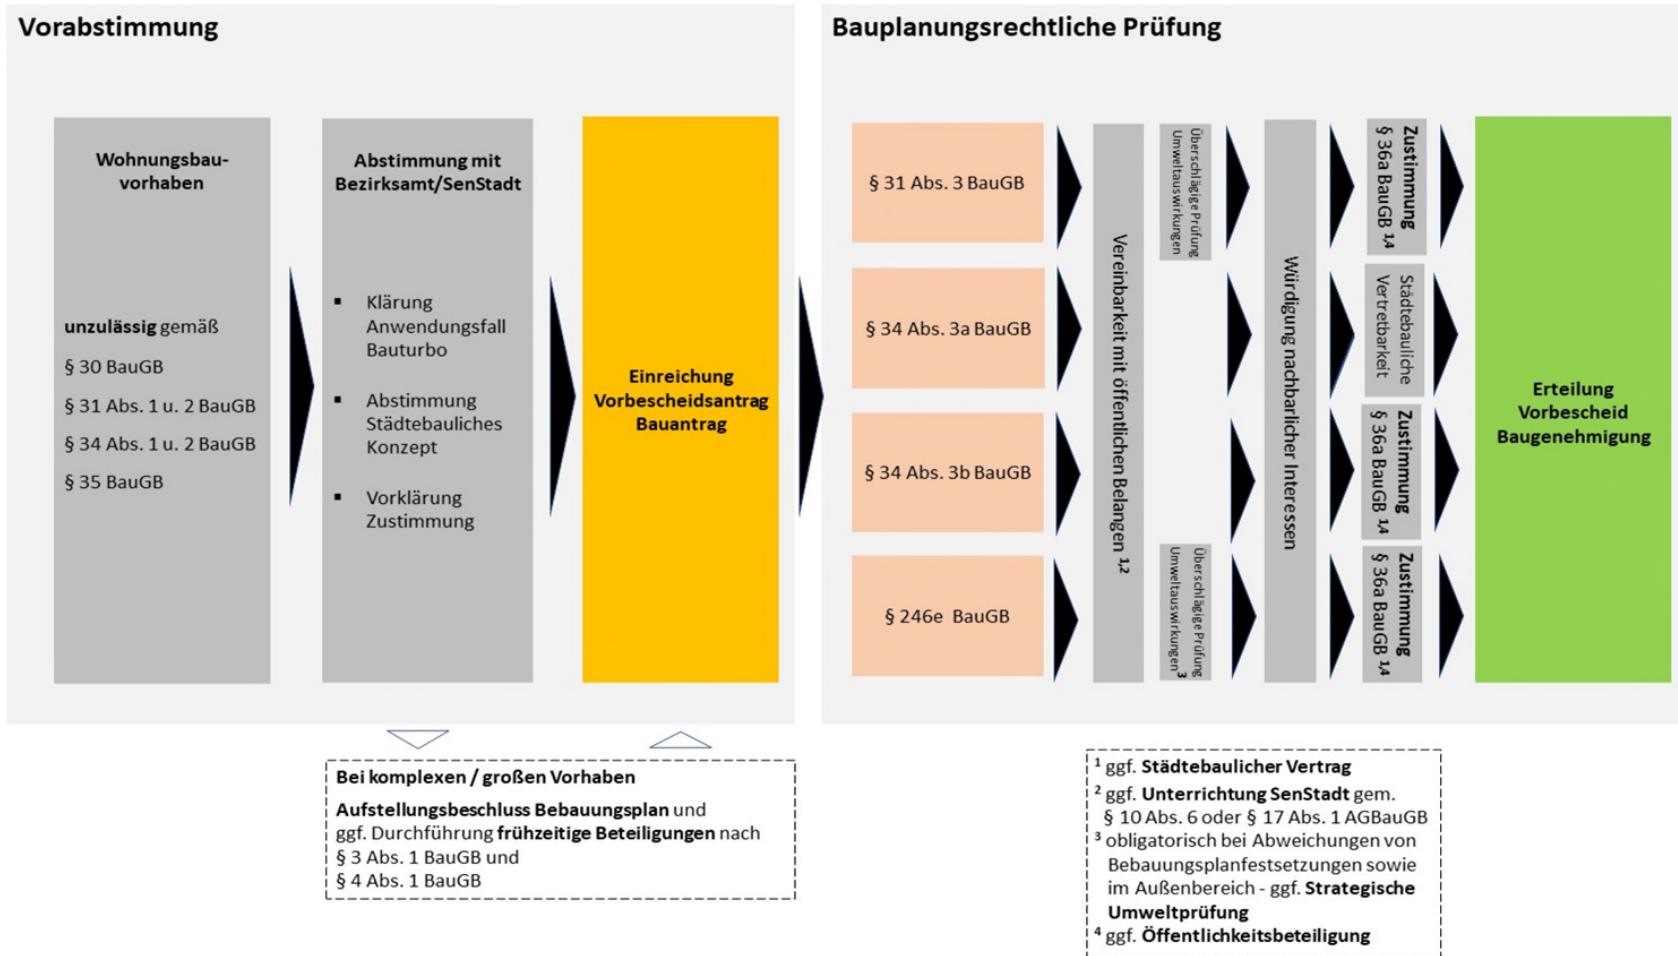 Vorabstimmung
Wohnungsbau-
vorhaben
unzulässig gemäß
§ 30 BauGB
§ 31 Abs. 1 u. 2 BauGB
§ 34 Abs. 1 u. 2 BauGB
§ 35 BauGB
Abstimmung mit
Bezirksamt/SenStadt
▪ Klärung
Anwendungsfall
Bauturbo
▪ Abstimmung
Städtebauliches
Konzept
▪ Vorklärung
Zustimmung
Einreichung
Vorbescheidsantrag
Bauantrag
Bei komplexen / großen Vorhaben
Aufstellungsbeschluss Bebauungsplan und
ggf. Durchführung frühzeitige Beteiligungen nach
§ 3 Abs. 1 BauGB und
§ 4 Abs. 1 BauGB
Bauplanungsrechtliche Prüfung
§ 31 Abs. 3 BauGB
§ 34 Abs. 3a BauGB
§ 34 Abs. 3b BauGB
§ 246e BauGB
Vereinbarkeit mit öffentlichen Belangen 1,2
Überschlägige Prüfung
Umweltauswirkungen
Überschlägige Prüfung
Umweltauswirkungen3
Würdigung nachbarlicher Interessen
Zustimmung
§ 36a BauGB 1,4
Städtebauliche
Vertretbarkeit
Zustimmung
§ 36a BauGB 1,4
Zustimmung
§ 36a BauGB 1,4
Erteilung
Vorbescheid
Baugenehmigung
1 ggf. Städtebaulicher Vertrag
2 ggf. Unterrichtung SenStadt gem.
§ 10 Abs. 6 oder § 17 Abs. 1 AGBauGB
3 obligatorisch bei Abweichungen von
Bebauungsplanfestsetzungen sowie
im Außenbereich - ggf. Strategische
Umweltprüfung
4 ggf. Öffentlichkeitsbeteiligung